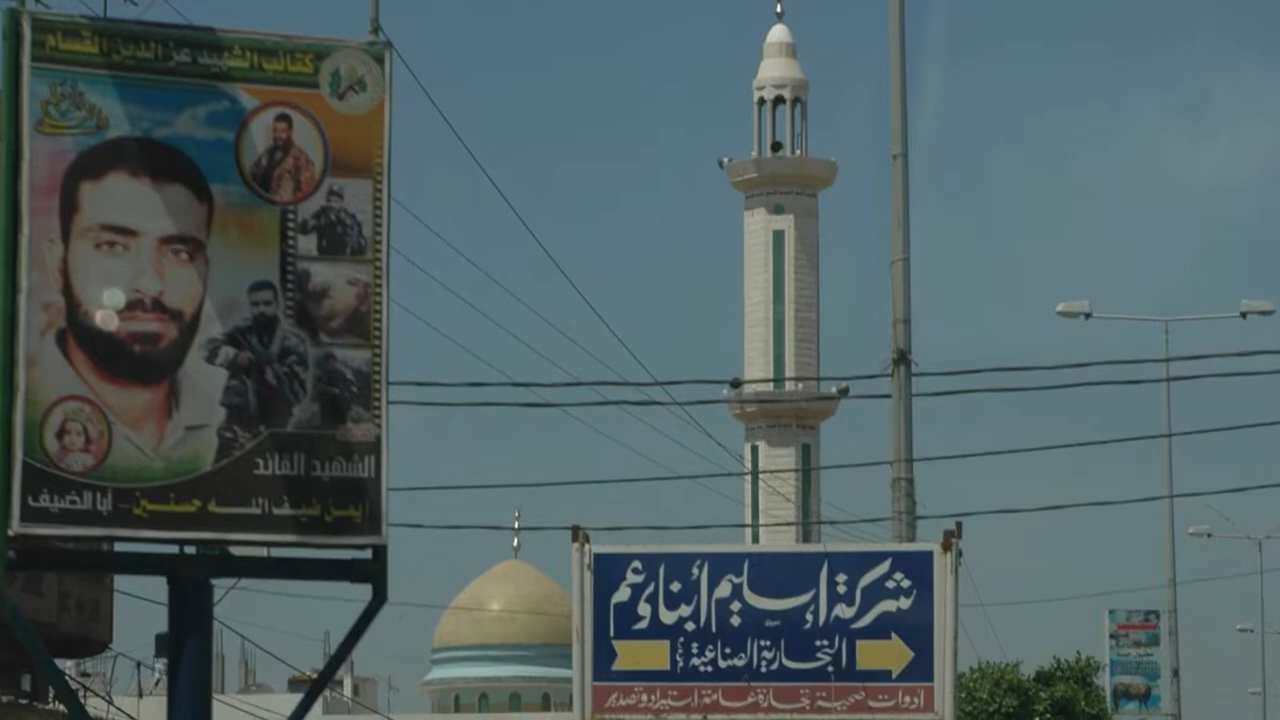 كتائب الشهيد عز الدين القسام
الشهيد القائد
أيمن ضيف الله حسنين - أبا الضيف
شركة اسليم أبناء عم
التجارية الصناعية
أدوات صحية تجارة عامة استيراد وتصدير